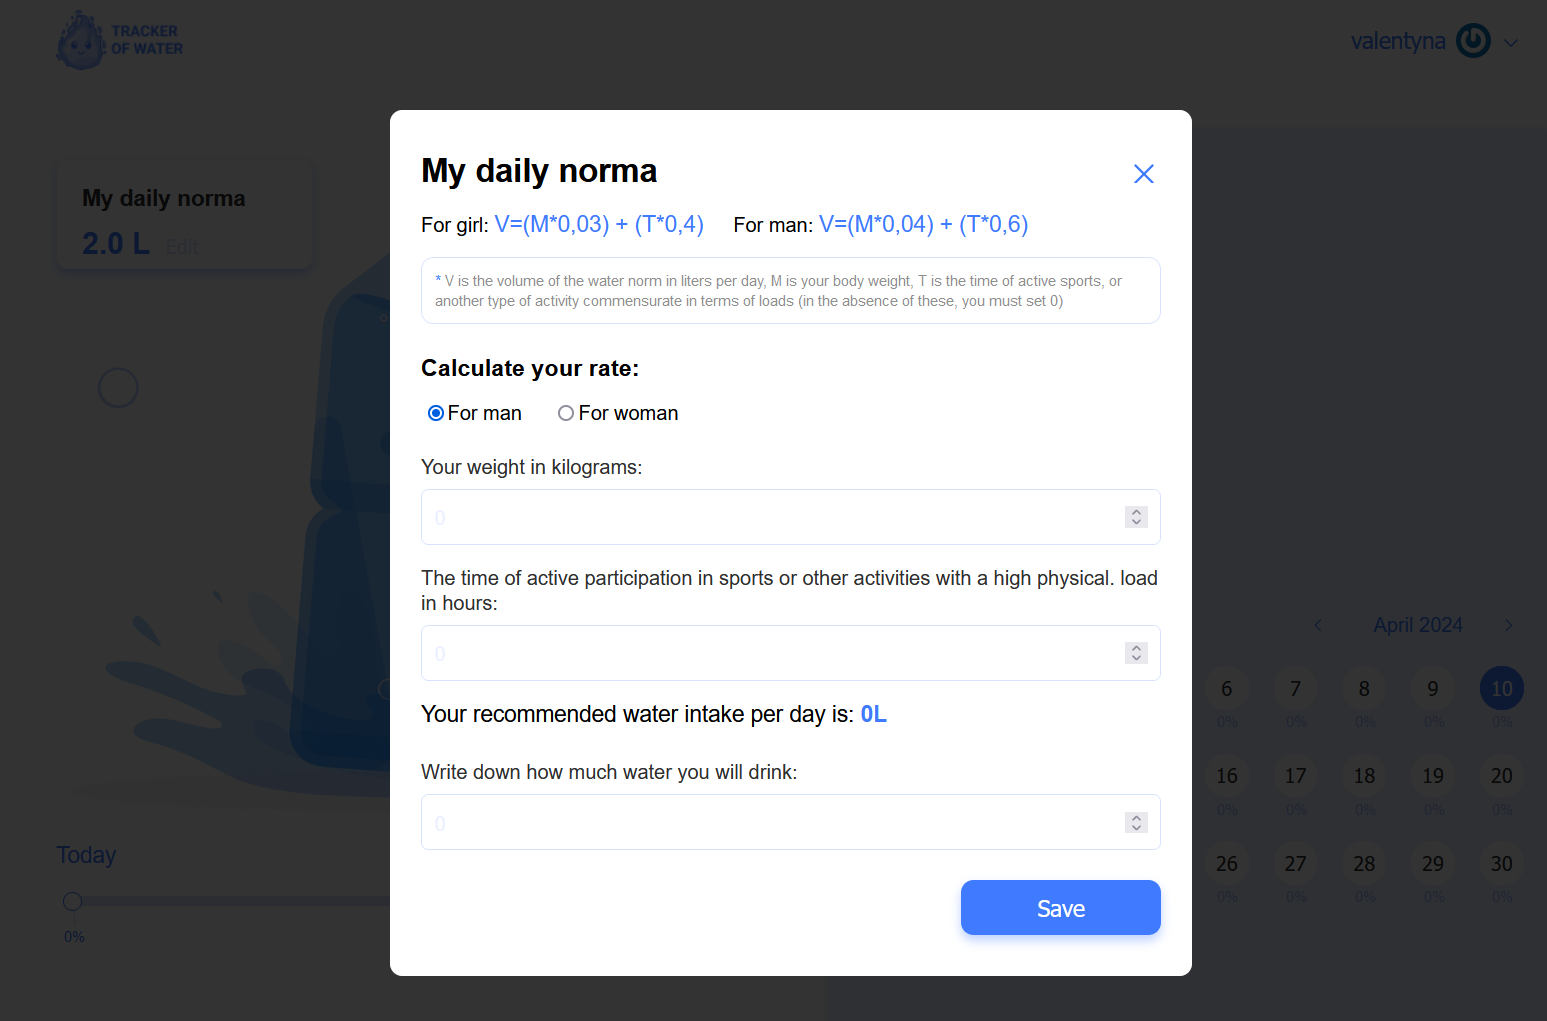 TRACKER
OF WATER
valentyna
My daily norma
2.0 L Edit
My daily norma
For girl: V=(M*0,03) + (T*0,4) For man: V=(M*0,04) + (T*0,6)
* V is the volume of the water norm in liters per day, M is your body weight, T is the time of active sports, or
another type of activity commensurate in terms of loads (in the absence of these, you must set 0)
Calculate your rate:
For man For woman
Your weight in kilograms:
0
The time of active participation in sports or other activities with a high physical. load
in hours:
0
Your recommended water intake per day is: 0L
Write down how much water you will drink:
0
Save
April 2024
6 7 8 9 10
0% 0% 0% 0% 0%
16 17 18 19 20
0% 0% 0% 0% 0%
26 27 28 29 30
0% 0% 0% 0% 0%
Today
0%